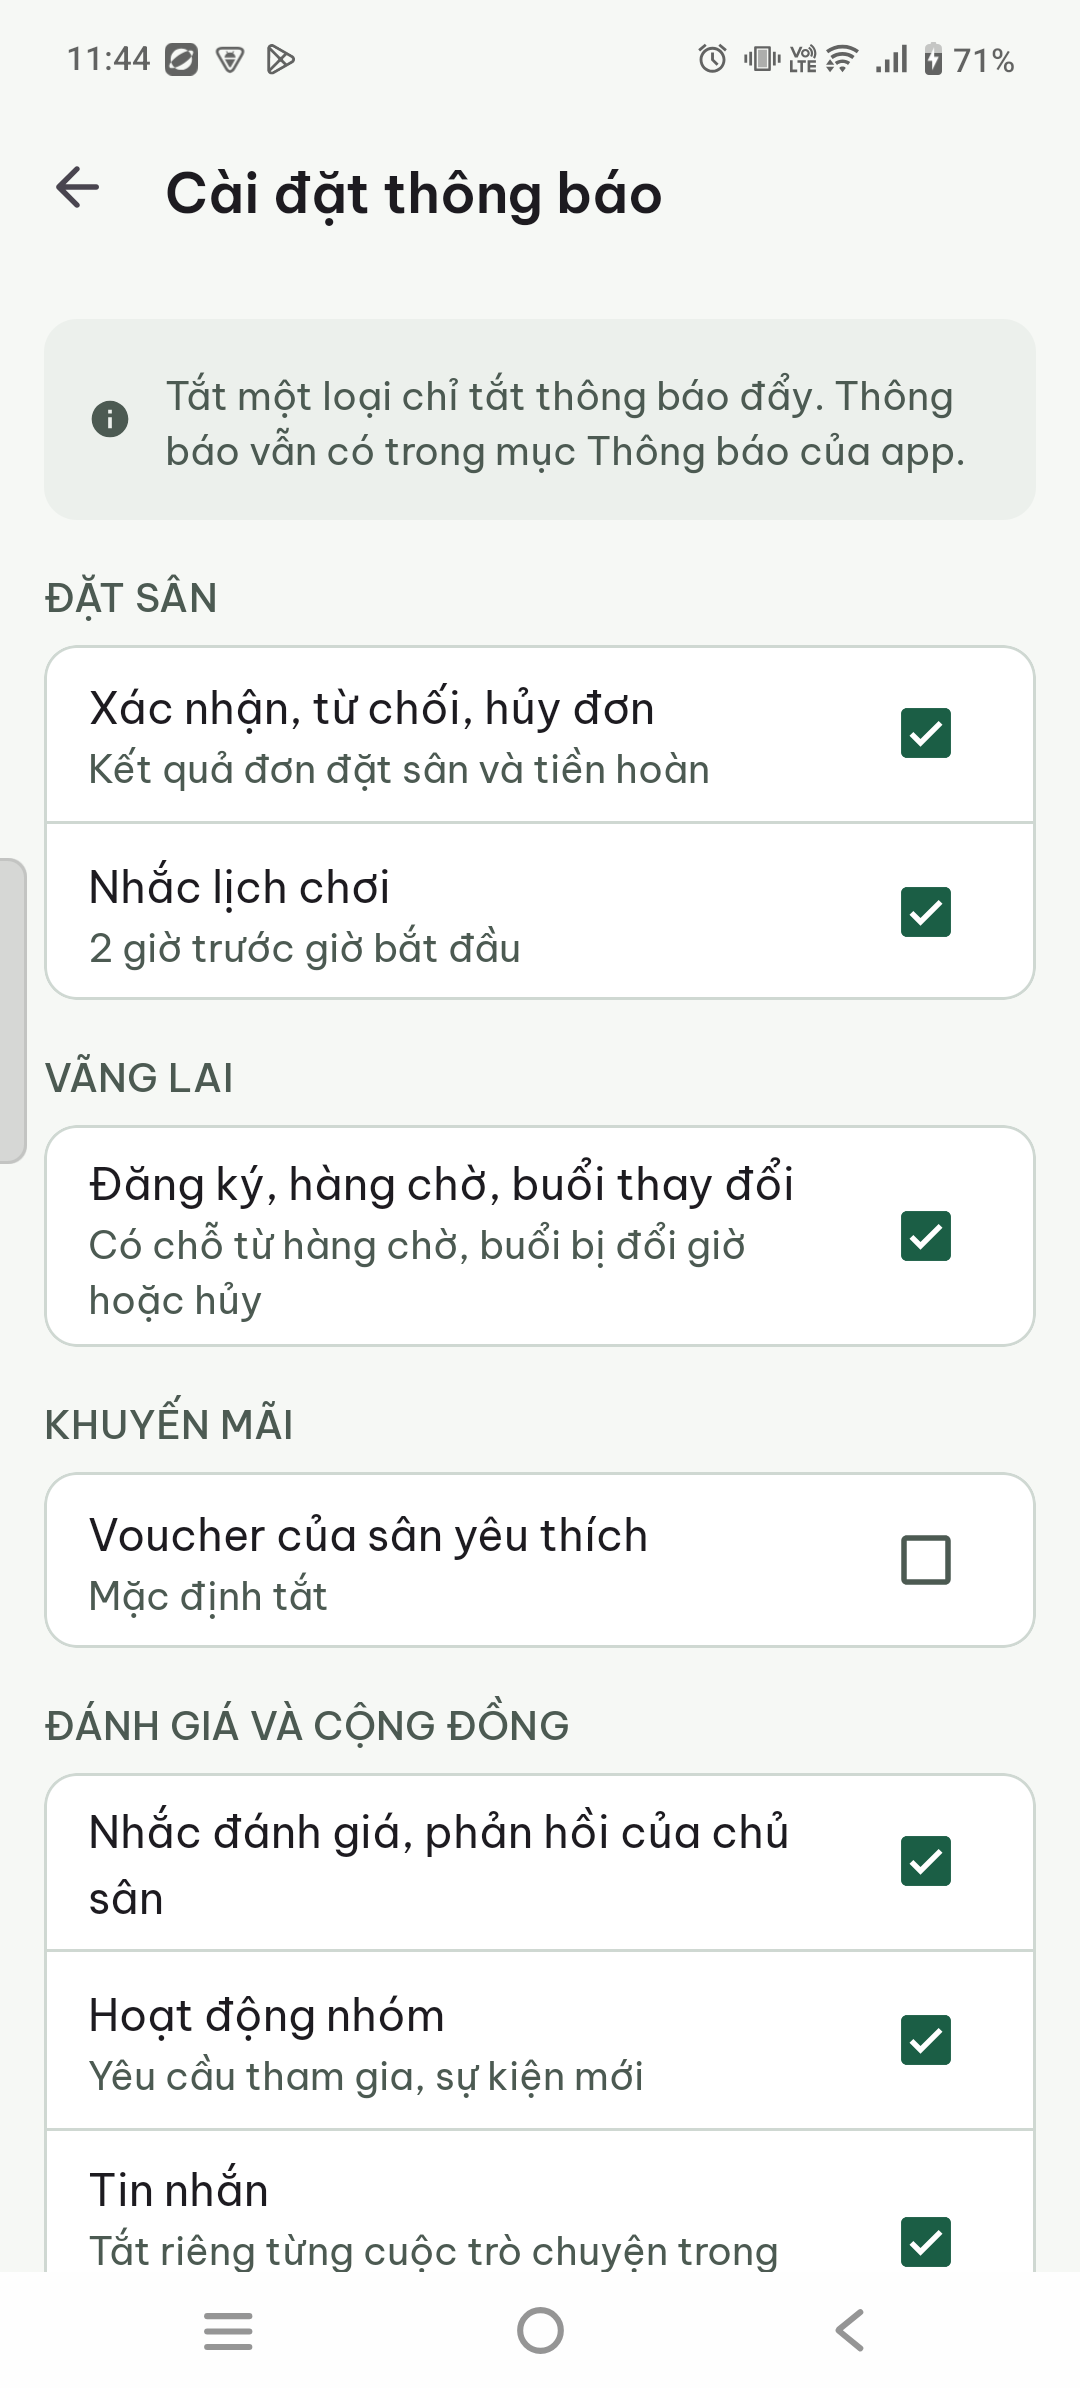 11:44
VO LTE
71%
Cài đặt thông báo
Tắt một loại chỉ tắt thông báo đẩy. Thông
báo vẫn có trong mục Thông báo của app.
ĐẶT SÂN
Xác nhận, từ chối, hủy đơn
Kết quả đơn đặt sân và tiền hoàn
Nhắc lịch chơi
2 giờ trước giờ bắt đầu
VÃNG LAI
Đăng ký, hàng chờ, buổi thay đổi
Có chỗ từ hàng chờ, buổi bị đổi giờ
hoặc hủy
KHUYẾN MÃI
Voucher của sân yêu thích
Mặc định tắt
ĐÁNH GIÁ VÀ CỘNG ĐỒNG
Nhắc đánh giá, phản hồi của chủ
sân
Hoạt động nhóm
Yêu cầu tham gia, sự kiện mới
Tin nhắn
Tắt riêng từng cuộc trò chuyện trong